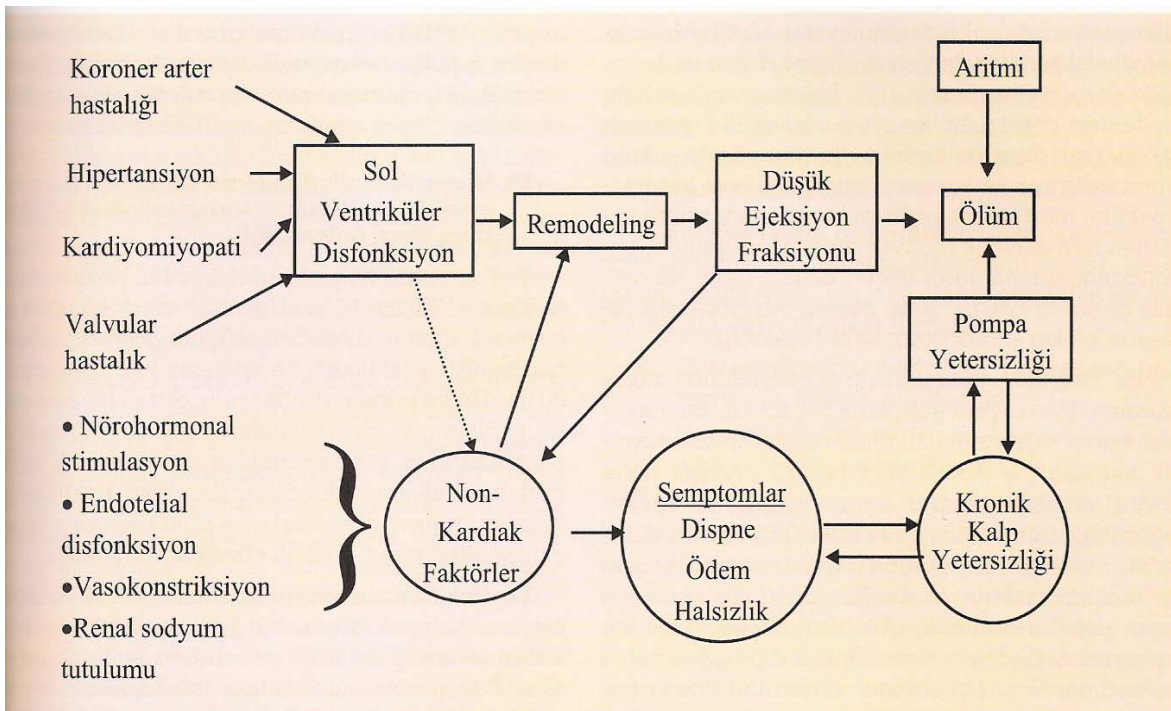 Koroner arter
hastalığı
Hipertansiyon
Kardiyomiyopati
Valvular
hastalık
Sol
Ventriküler
Disfonksiyon
Remodeling
Düşük
Ejeksiyon
Fraksiyonu
Aritmi
Ölüm
Pompa
Yetersizliği
• Nörohormonal
stimulasyon
• Endotelial
disfonksiyon
•Vasokonstriksiyon
•Renal sodyum
tutulumu
Non-
Kardiak
Faktörler
Semptomlar
Dispne
Ödem
Halsizlik
Kronik
Kalp
Yetersizliği